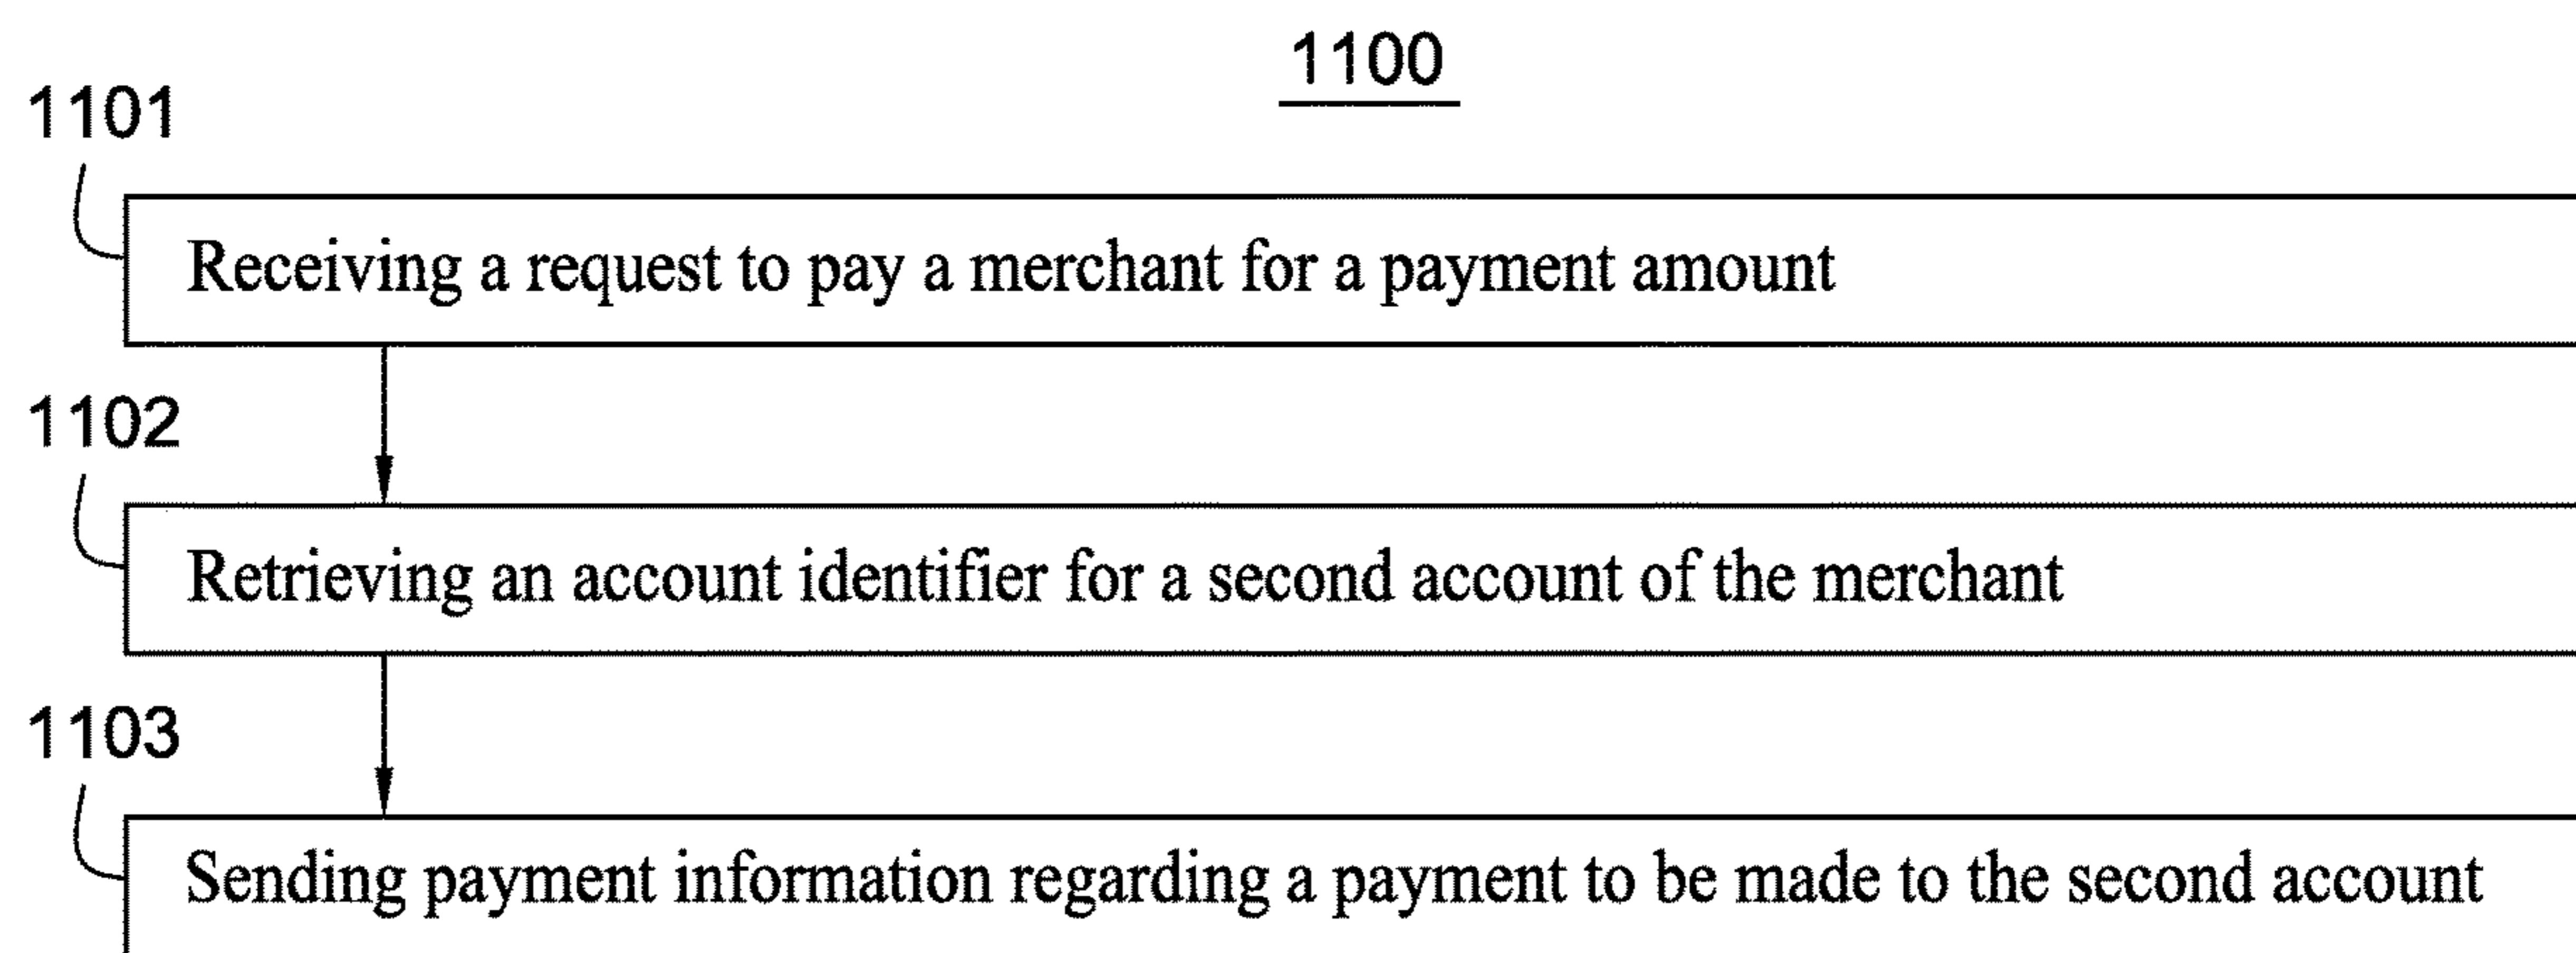 1100
1101
Receiving a request to pay a merchant for a payment amount
1102
Retrieving an account identifier for a second account of the merchant
1103
Sending payment information regarding a payment to be made to the second account